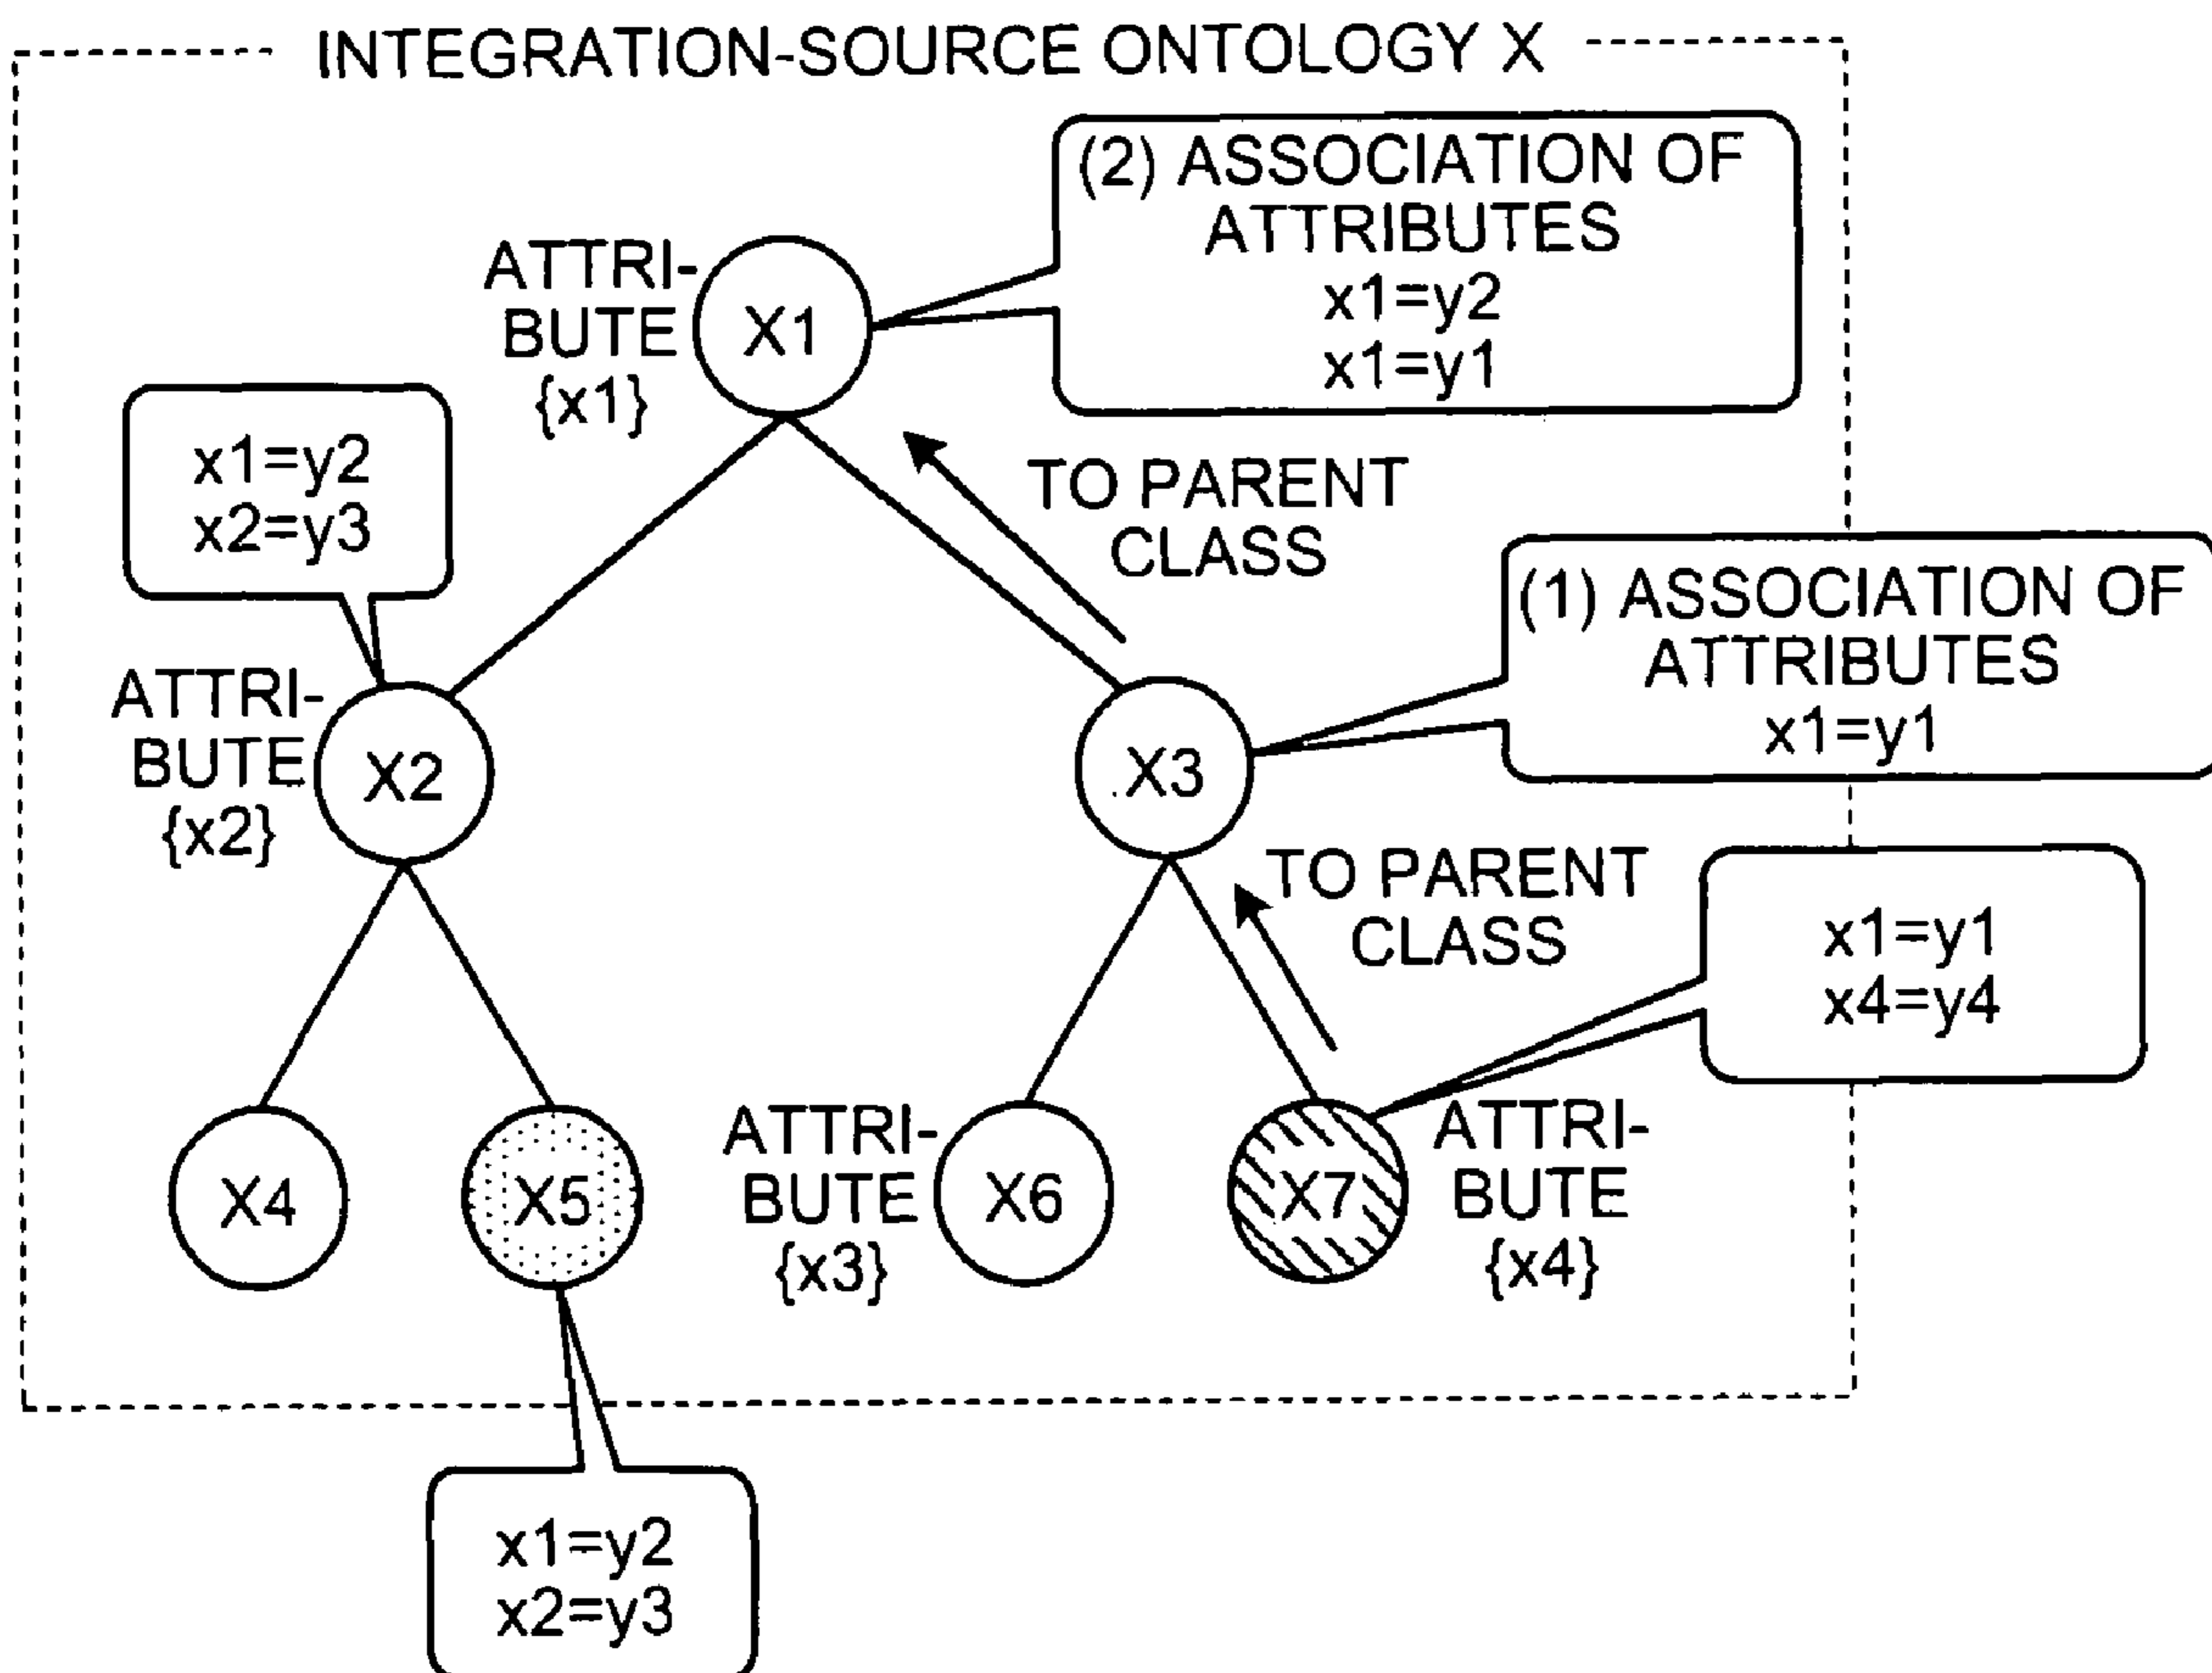 INTEGRATION-SOURCE ONTOLOGY X
(2) ASSOCIATION OF
ATTRIBUTES
x1=y2
x1=y1
ATTRI-
BUTE
{x1}
X1
x1=y2
x2=y3
TO PARENT
CLASS
(1) ASSOCIATION OF
ATTRIBUTES
x1=y1
ATTRI-
BUTE
{x2}
X2
X3
TO PARENT
CLASS
x1=y1
x4=y4
X4
X5
ATTRI-
BUTE
{x3}
X6
X7
ATTRI-
BUTE
{x4}
x1=y2
x2=y3